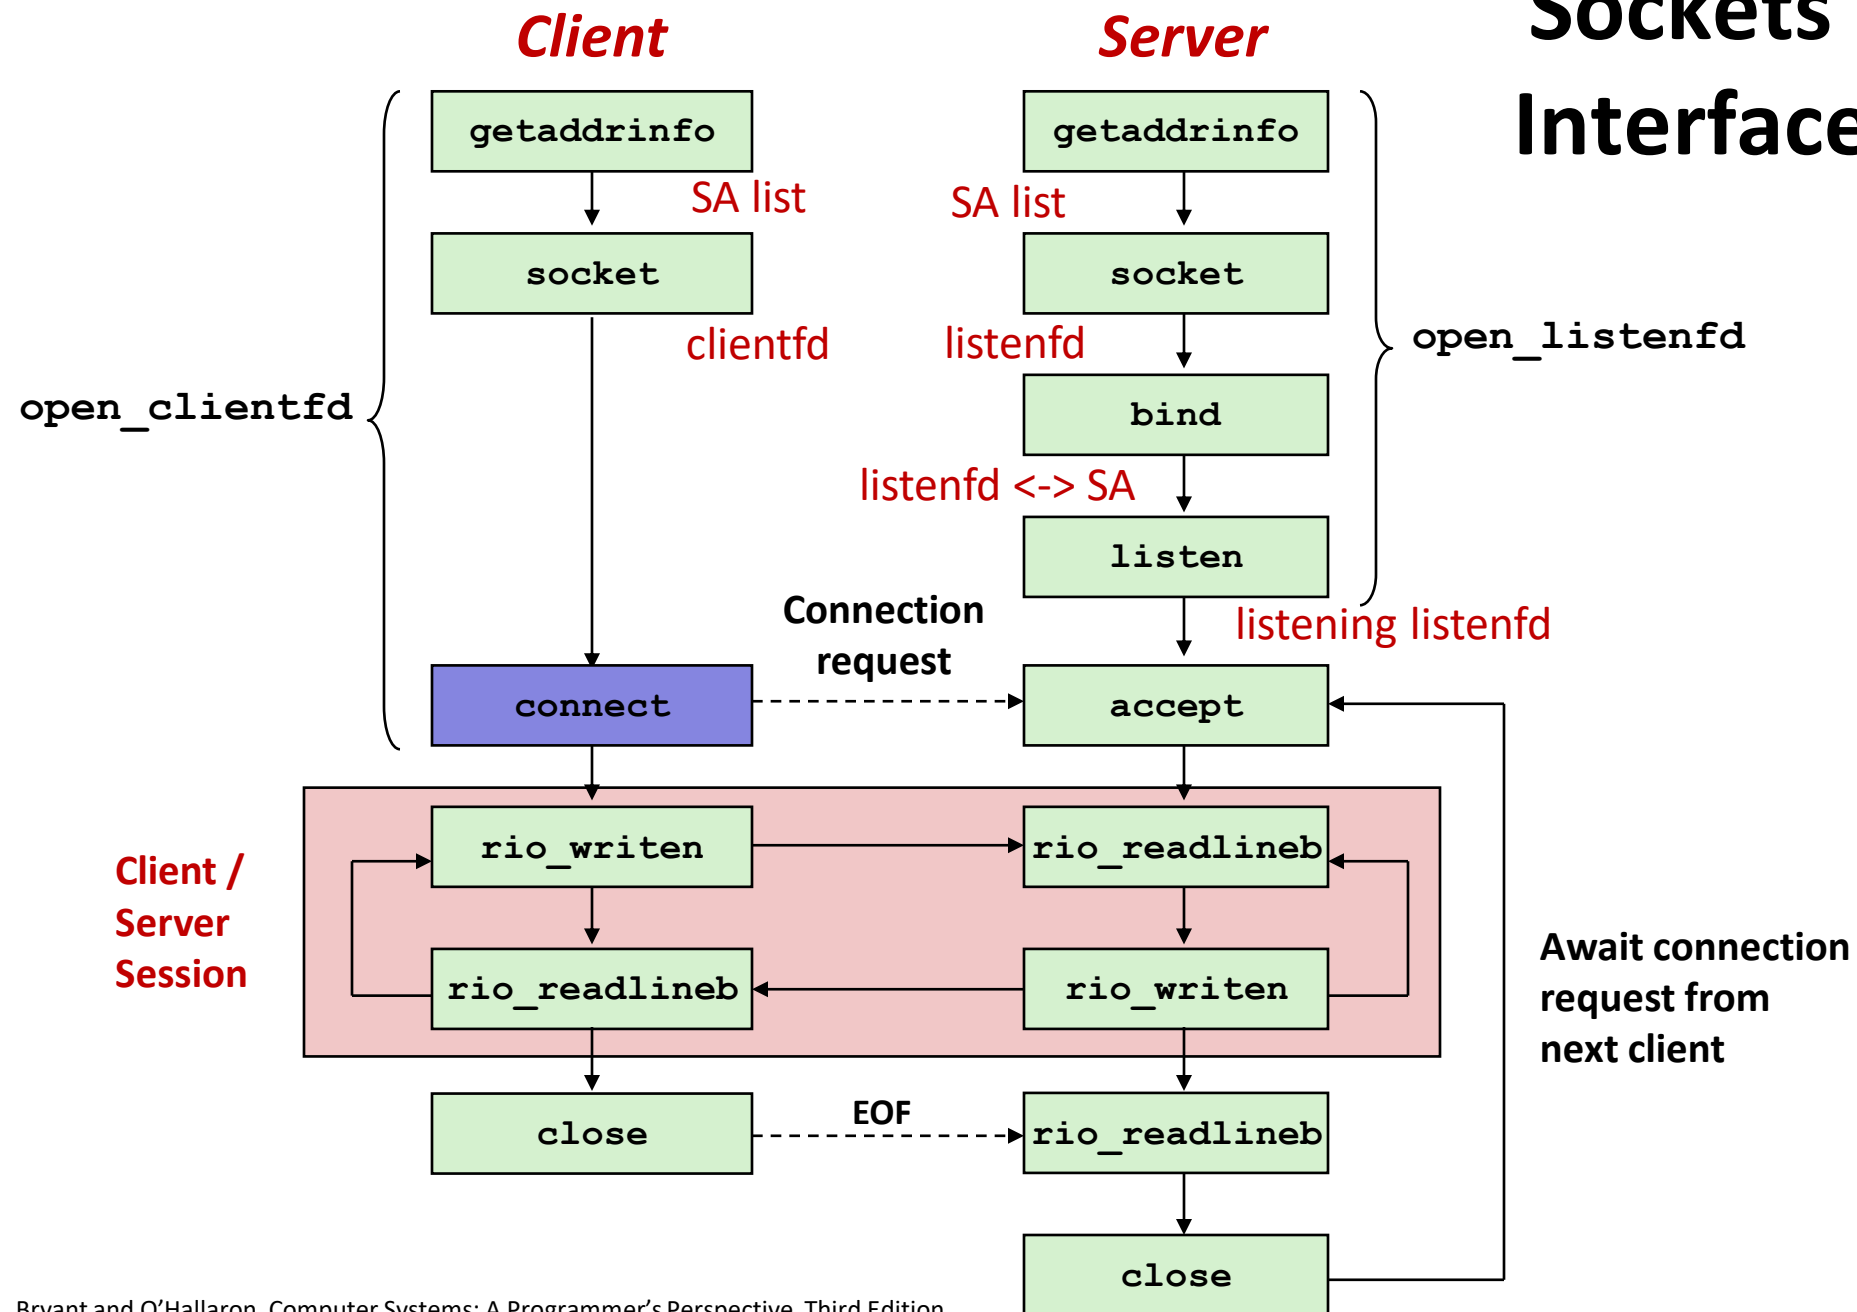 Client
Server
Sockets
Interface
getaddrinfo
getaddrinfo
SA list
SA list
socket
socket
clientfd
listenfd
open_listenfd
open_clientfd
bind
listenfd <-> SA
listen
Connection
request
listening listenfd
connect
accept
Client /
Server
Session
rio_writen
rio_readlineb
rio_readlineb
rio_writen
Await connection
request from
next client
close
EOF
rio_readlineb
close
Bryant and O'Hallaron, Computer Systems: A Programmer's Perspective, Third Edition